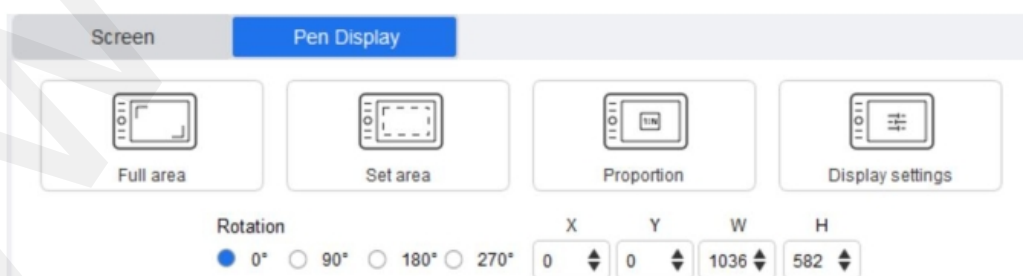 Screen Pen Display
Full area Set area Proportion Display settings
Rotation X Y W H
0° 90° 180° 270° 0 0 1036 582